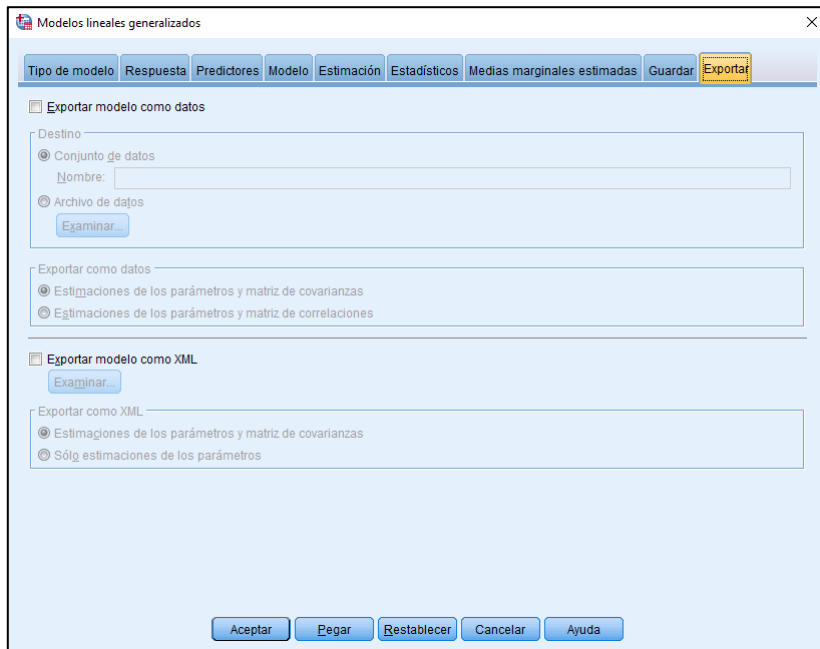 Modelos lineales generalizados
Tipo de modelo Respuesta Predictores Modelo Estimación Estadísticos Medias marginales estimadas Guardar Exportar
Exportar modelo como datos
Destino
Conjunto de datos
Nombre:
Archivo de datos
Examinar...
Exportar como datos
Estimaciones de los parámetros y matriz de covarianzas
Estimaciones de los parámetros y matriz de correlaciones
Exportar modelo como XML
Examinar...
Exportar como XML
Estimaciones de los parámetros y matriz de covarianzas
Sólo estimaciones de los parámetros
Aceptar Pegar Restablecer Cancelar Ayuda